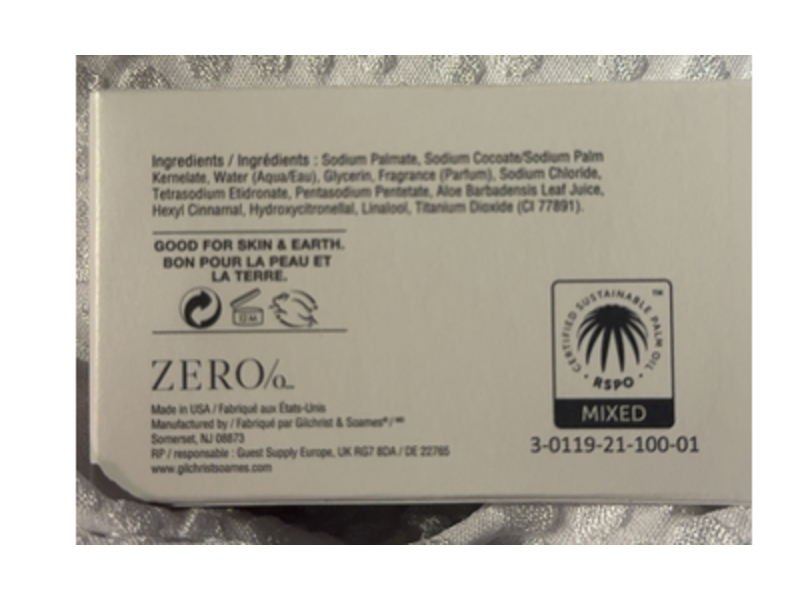 Ingredients / Ingrédients : Sodium Palmate, Sodium Cocoate/Sodium Palm
Kernelate, Water (Aqua/Eau), Glycerin, Fragrance (Parfum), Sodium Chloride,
Tetrasodium Etidronate, Pentasodium Pentetate, Aloe Barbadensis Leaf Juice,
Hexyl Cinnamal, Hydroxycitronellal, Linalool, Titanium Dioxide (CI 77891).
GOOD FOR SKIN & EARTH.
BON POUR LA PEAU ET
LA TERRE.
12 M
ZERO%
Made in USA / Fabriqué aux États-Unis
Manufactured by / Fabriqué par Gilchrist & Soames®/
Somerset, NJ 08873
RP / responsable : Guest Supply Europe, UK RG7 8DA / DE 22765
www.gilchristsoames.com
CERTIFIED SUSTAINABLE PALM OIL ™
RSPO
MIXED
3-0119-21-100-01